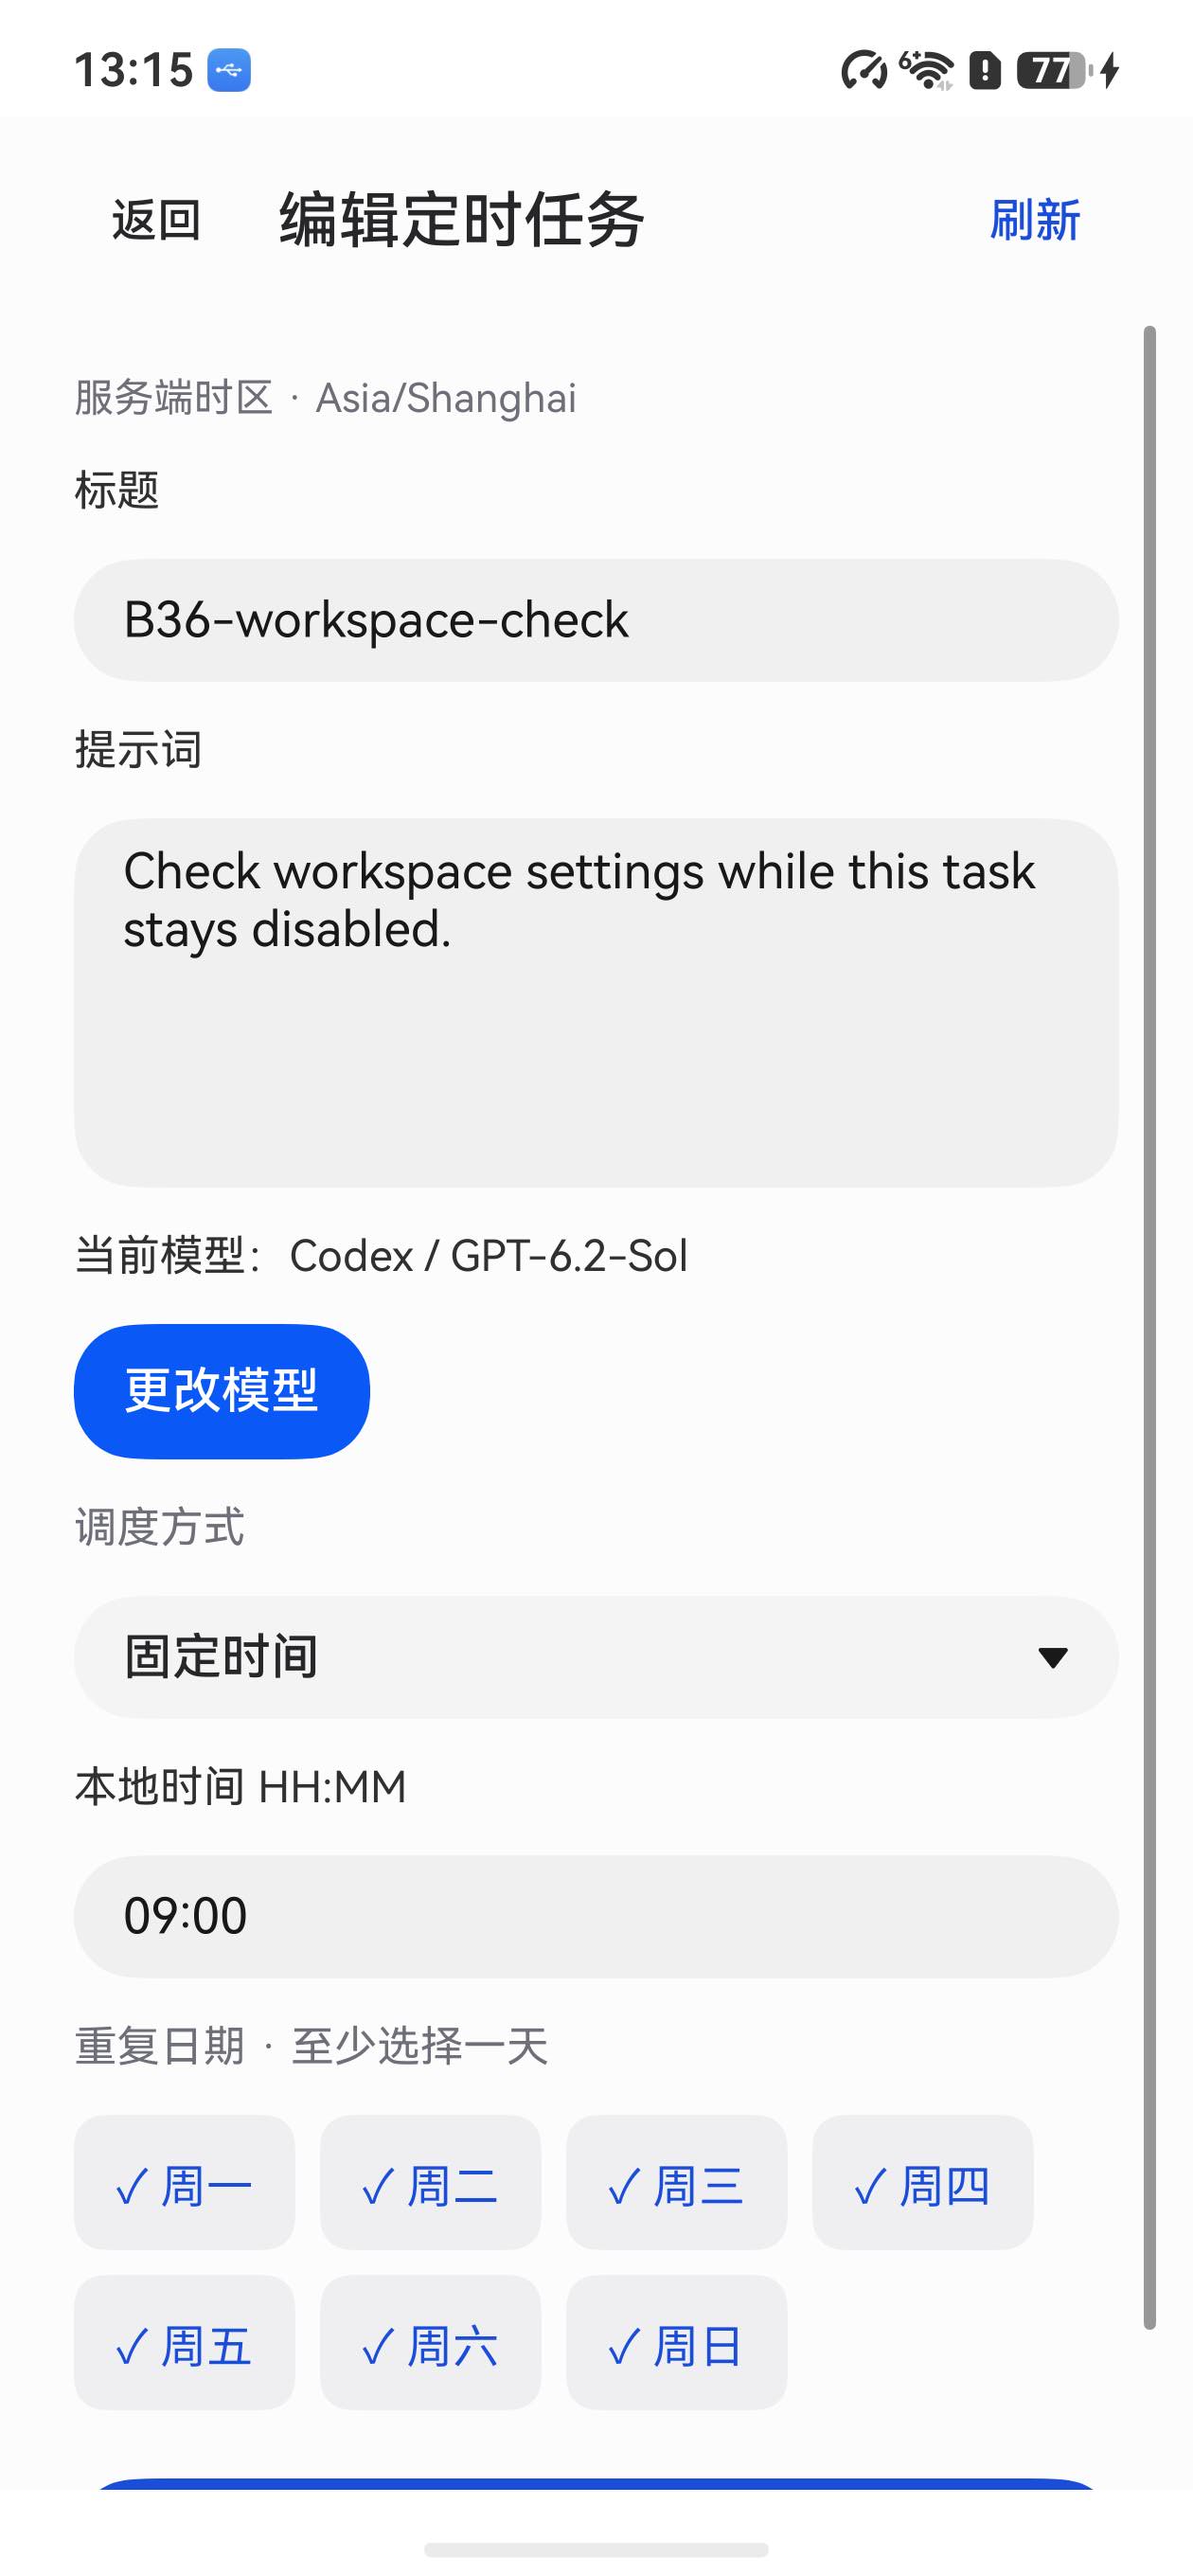 13:15
6+
77
返回
编辑定时任务
刷新
服务端时区 · Asia/Shanghai
标题
B36-workspace-check
提示词
Check workspace settings while this task
stays disabled.
当前模型： Codex / GPT-6.2-Sol
更改模型
调度方式
固定时间
本地时间 HH:MM
09:00
重复日期 · 至少选择一天
✓ 周一 ✓ 周二 ✓ 周三 ✓ 周四
✓ 周五 ✓ 周六 ✓ 周日